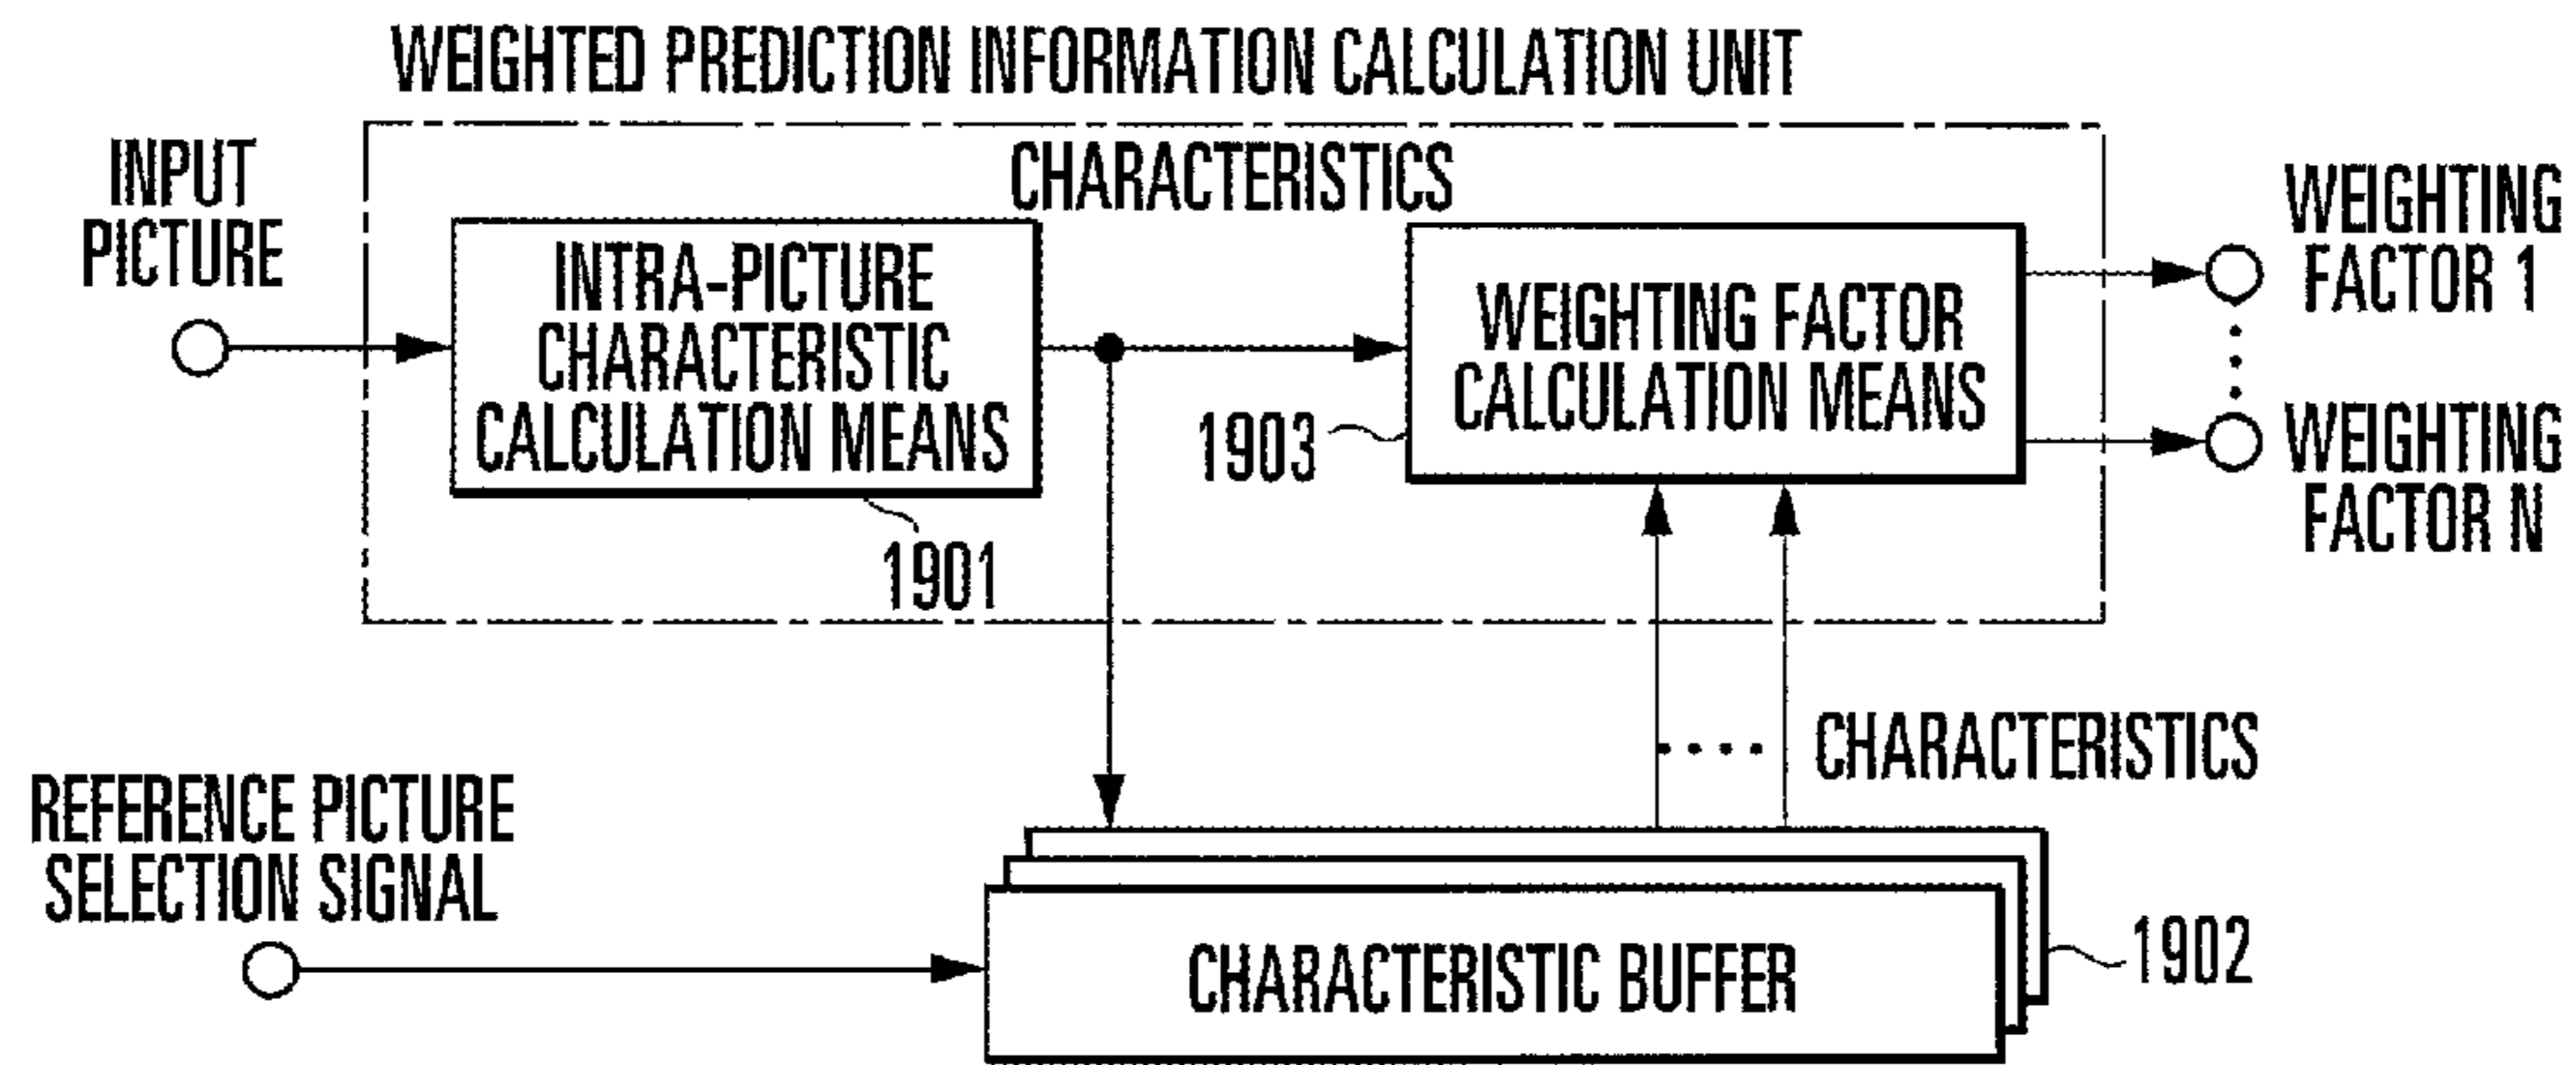 WEIGHTED PREDICTION INFORMATION CALCULATION UNIT
INPUT
PICTURE
CHARACTERISTICS
INTRA-PICTURE
CHARACTERISTIC
CALCULATION MEANS
1901
WEIGHTING FACTOR
CALCULATION MEANS
1903
WEIGHTING
FACTOR 1
WEIGHTING
FACTOR N
CHARACTERISTICS
REFERENCE PICTURE
SELECTION SIGNAL
CHARACTERISTIC BUFFER
1902